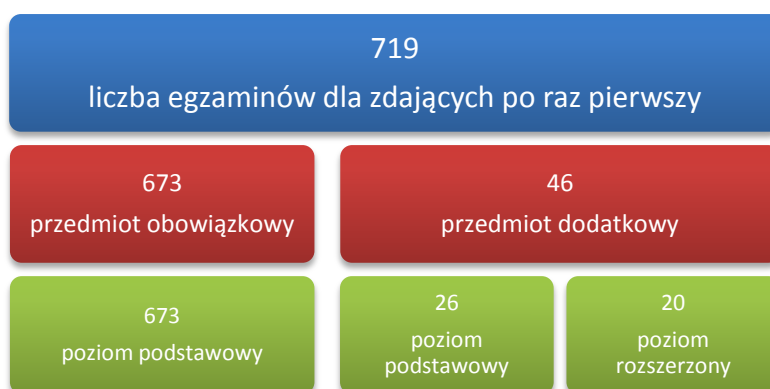 719
liczba egzaminów dla zdających po raz pierwszy
673
przedmiot obowiązkowy
46
przedmiot dodatkowy
673
poziom podstawowy
26
poziom
podstawowy
20
poziom
rozszerzony